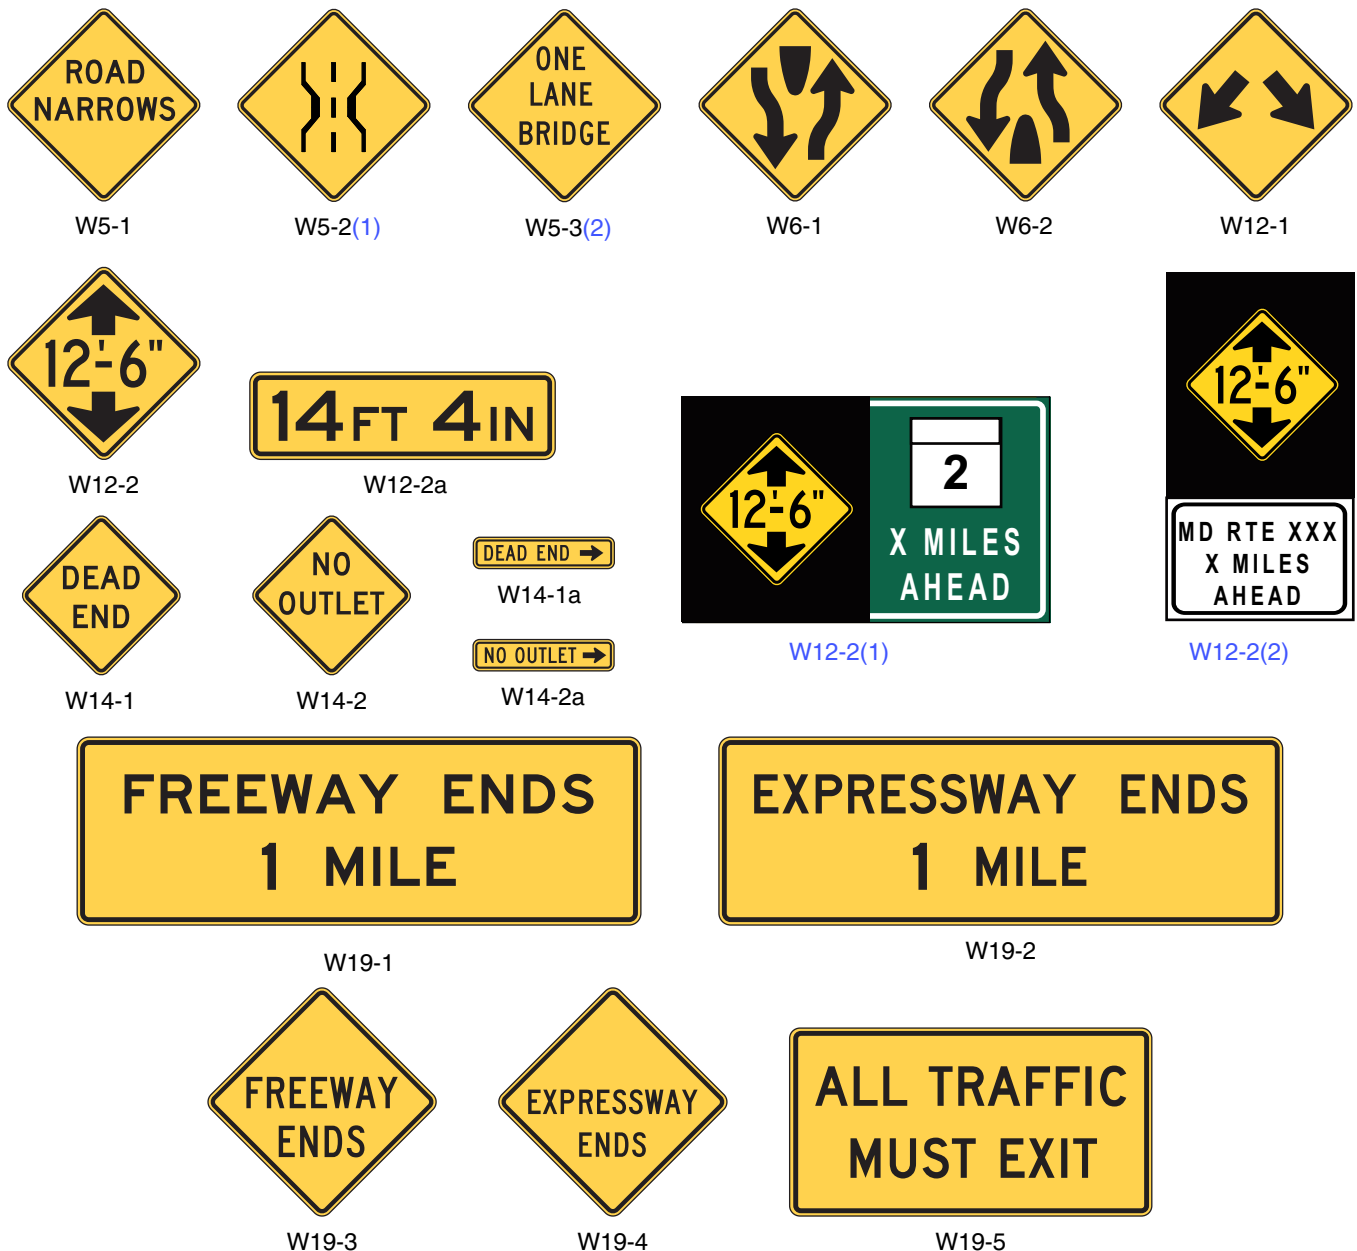 ROAD
NARROWS
W5-1
W5-2(1)
ONE
LANE
BRIDGE
W5-3(2)
W6-1
W6-2
W12-1
12'-6"
W12-2
14 FT 4 IN
W12-2a
12'-6"
2
X MILES
AHEAD
W12-2(1)
12'-6"
MD RTE XXX
X MILES
AHEAD
W12-2(2)
DEAD
END
W14-1
NO
OUTLET
W14-2
DEAD END →
W14-1a
NO OUTLET →
W14-2a
FREEWAY ENDS
1 MILE
W19-1
EXPRESSWAY ENDS
1 MILE
W19-2
FREEWAY
ENDS
W19-3
EXPRESSWAY
ENDS
W19-4
ALL TRAFFIC
MUST EXIT
W19-5